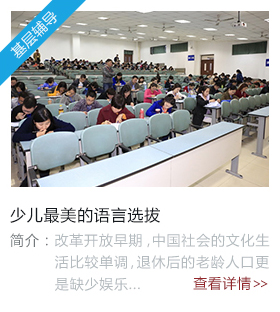 基层辅导
少儿最美的语言选拔
简介：改革开放早期,中国社会的文化生
活比较单调,退休后的老龄人口更
是缺少娱乐... 查看详情>>